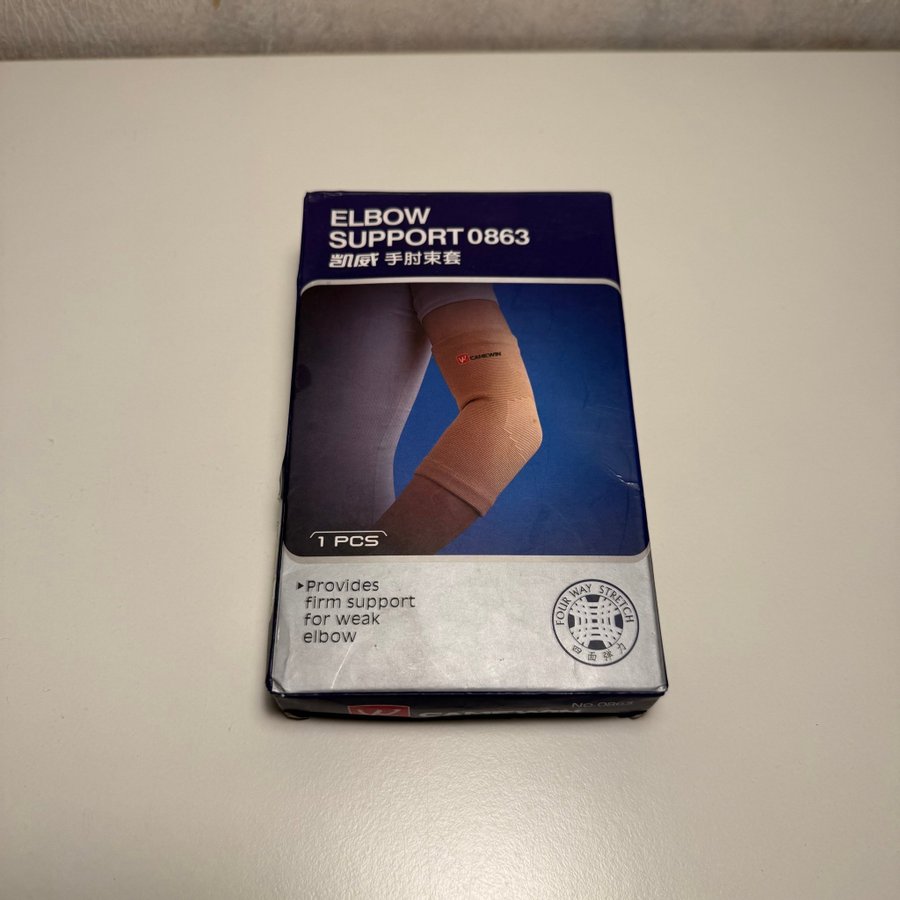 ELBOW
SUPPORT 0863
凯威 手肘束套
CAMEWIN
1 PCS
▸Provides
firm support
for weak
elbow
FOUR WAY STRETCH
四面弹力
No.0863